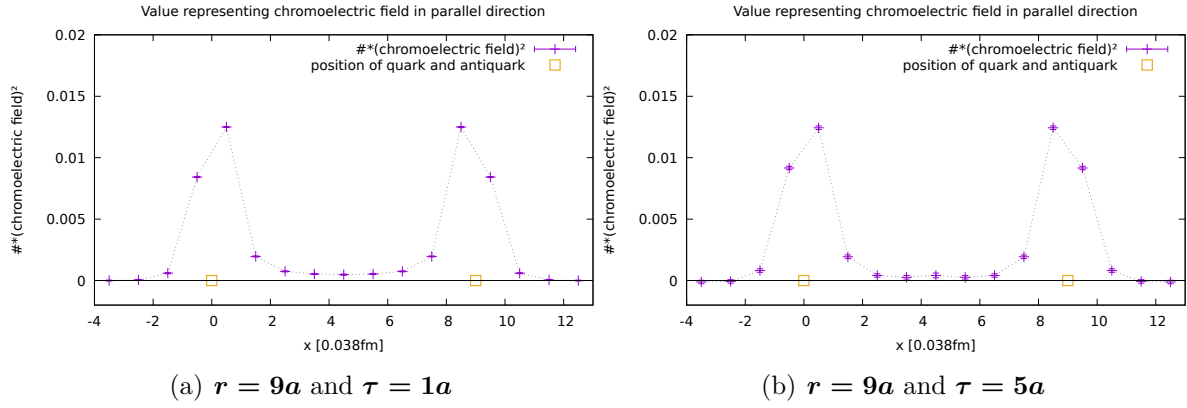 Value representing chromoelectric field in parallel direction
#*(chromoelectric field)²
position of quark and antiquark
#*(chromoelectric field)²
0.02
0.015
0.01
0.005
0
-4 -2 0 2 4 6 8 10 12
x [0.038fm]
(a) r = 9a and τ = 1a
Value representing chromoelectric field in parallel direction
#*(chromoelectric field)²
position of quark and antiquark
#*(chromoelectric field)²
0.02
0.015
0.01
0.005
0
-4 -2 0 2 4 6 8 10 12
x [0.038fm]
(b) r = 9a and τ = 5a